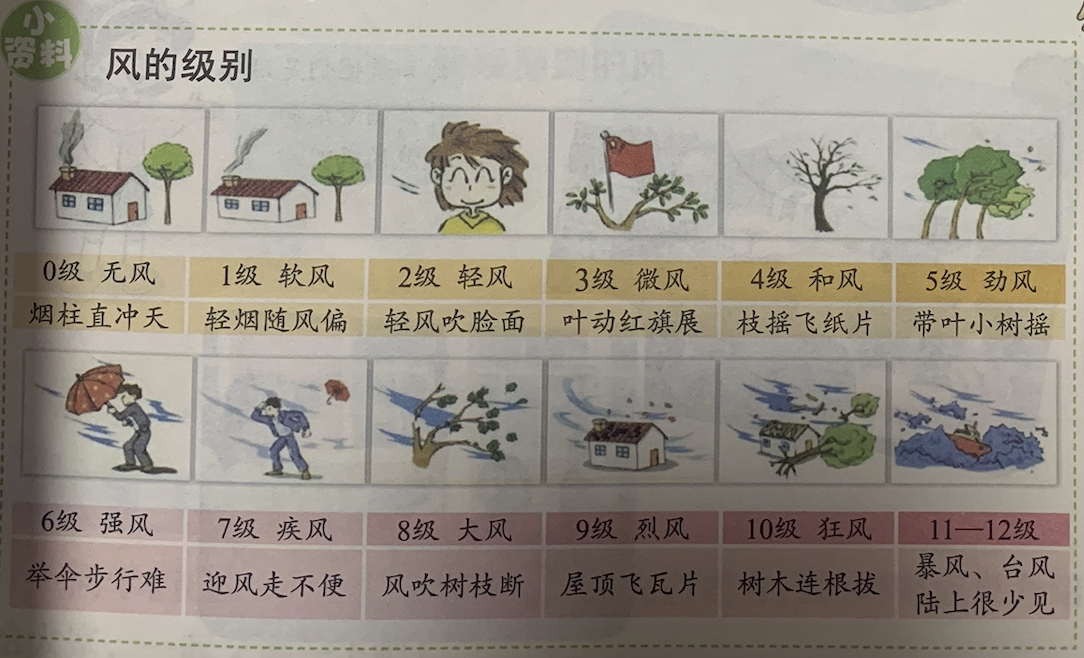 小
资料
风的级别
0级 无风
1级 软风
2级 轻风
3级 微风
4级 和风
5级 劲风
烟柱直冲天
轻烟随风偏
轻风吹脸面
叶动红旗展
枝摇飞纸片
带叶小树摇
6级 强风
7级 疾风
8级 大风
9级 烈风
10级 狂风
11—12级
举伞步行难
迎风走不便
风吹树枝断
屋顶飞瓦片
树木连根拔
暴风、台风
陆上很少见